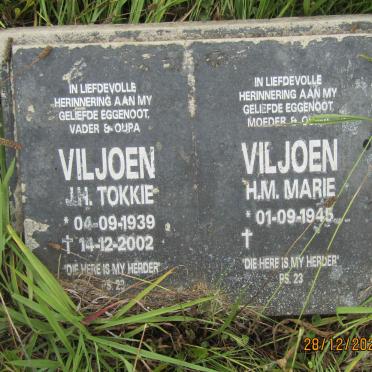 IN LIEFDEVOLLE
HERINNERING AAN MY
GELIEFDE EGGENOOT,
VADER & OUPA
VILJOEN
J.H. TOKKIE
* 04-09-1939
† 14-12-2002
'DIE HERE IS MY HERDER'
PS. 23
IN LIEFDEVOLLE
HERINNERING AAN MY
GELIEFDE EGGENOOT,
MOEDER &
VILJOEN
H.M. MARIE
* 01-09-1945
†
'DIE HERE IS MY HERDER'
PS. 23
28/12/